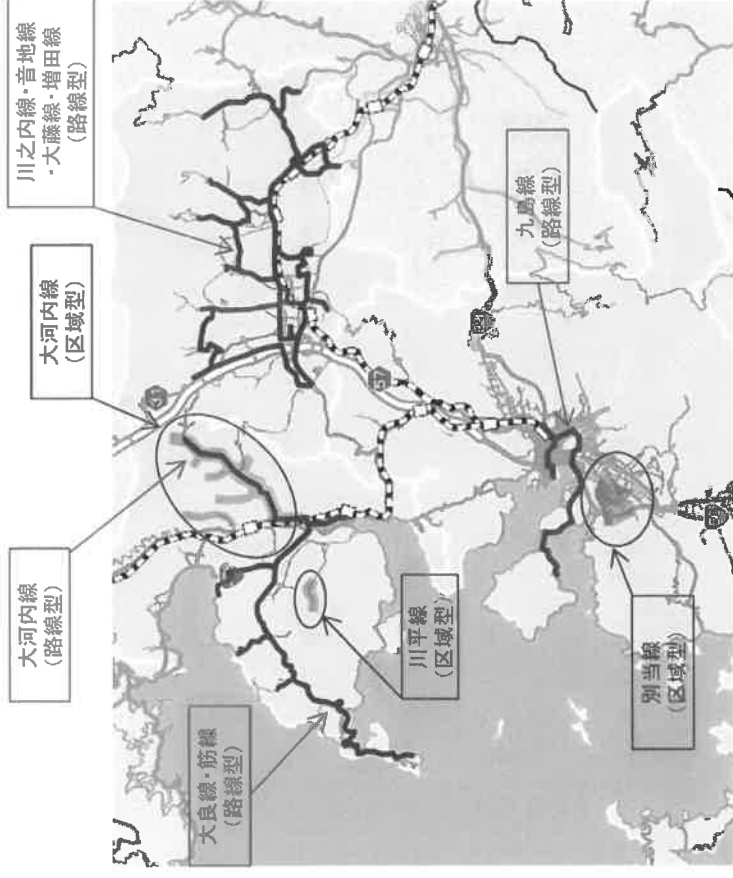 大河内線
(路線型)
大河内線
(区域型)
川之内線・音地線
・大藤線・増田線
(路線型)
大良線・筋線
(路線型)
川平線
(区域型)
57
320
九島線
(路線型)
別当線
(区域型)